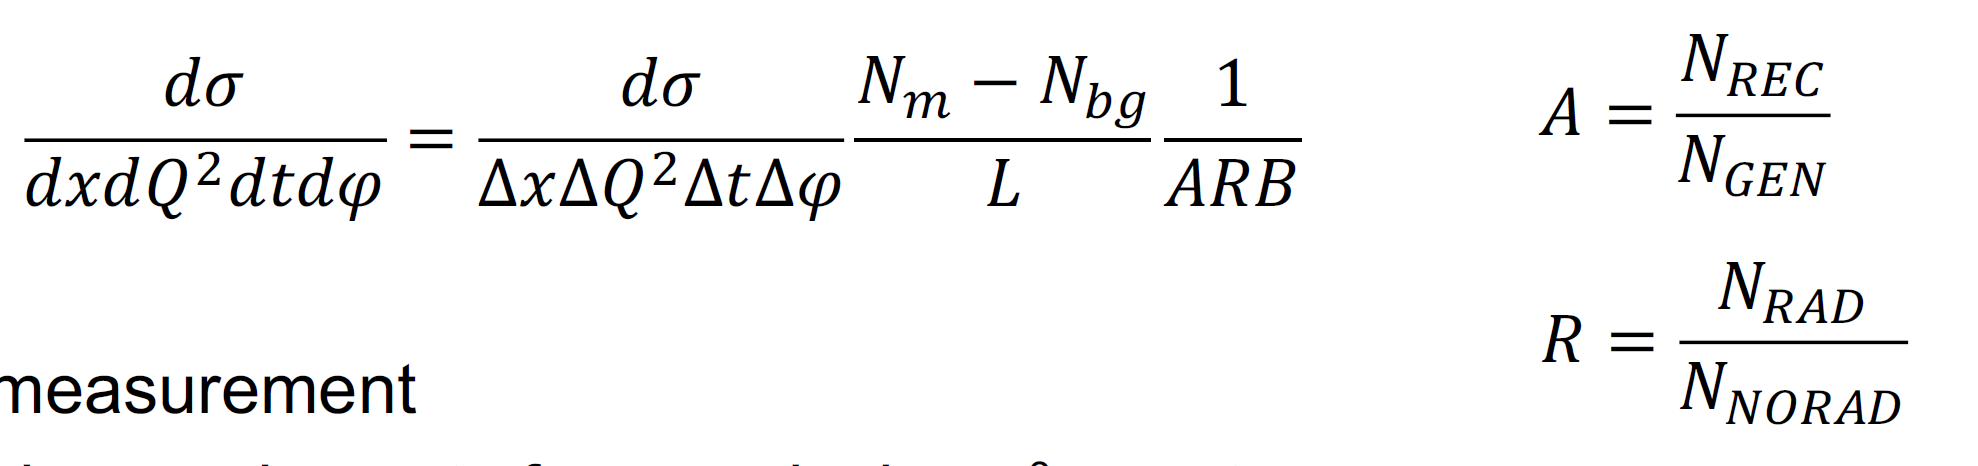 dσ/dxdQ²dtdφ = dσ/ΔxΔQ²ΔtΔφ (N_m − N_bg)/L 1/ARB
A = N_REC/N_GEN
R = N_RAD/N_NORAD
measurement